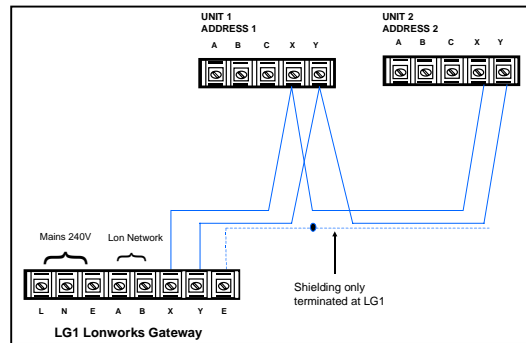 UNIT 1
ADDRESS 1
A B C X Y
UNIT 2
ADDRESS 2
A B C X Y
Mains 240V
Lon Network
Shielding only
terminated at LG1
L N E A B X Y E
LG1 Lonworks Gateway